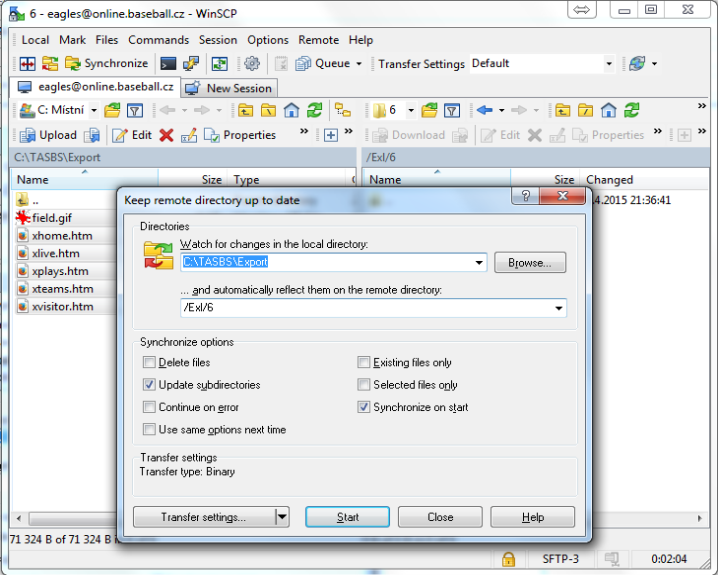 6 - eagles@online.baseball.cz - WinSCP
Local Mark Files Commands Session Options Remote Help
Synchronize Queue Transfer Settings Default
eagles@online.baseball.cz New Session
C: Místní 6
Upload Edit Properties » » Download Edit Properties » »
C:\TASBS\Export /Exl/6
Name Size Type Name Size Changed
.. .4.2015 21:36:41
field.gif
xhome.htm
xlive.htm
xplays.htm
xteams.htm
xvisitor.htm
Keep remote directory up to date
Directories
Watch for changes in the local directory:
C:\TASBS\Export Browse...
... and automatically reflect them on the remote directory:
/Exl/6
Synchronize options
Delete files Existing files only
Update subdirectories Selected files only
Continue on error Synchronize on start
Use same options next time
Transfer settings
Transfer type: Binary
Transfer settings... Start Close Help
71 324 B of 71 324 B
SFTP-3 0:02:04